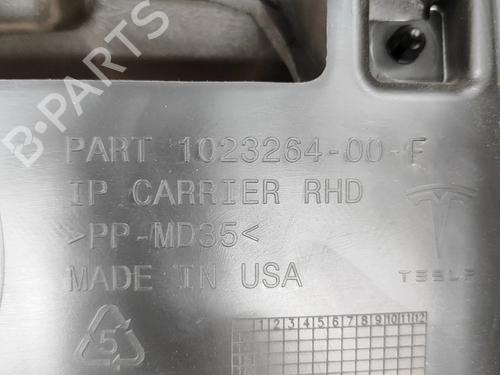 B-PARTS
PART 1023264-00-F
IP CARRIER RHD
>PP-MD35<
MADE IN USA
TESLA
5
1 2 3 4 5 6 7 8 9 10 11 12